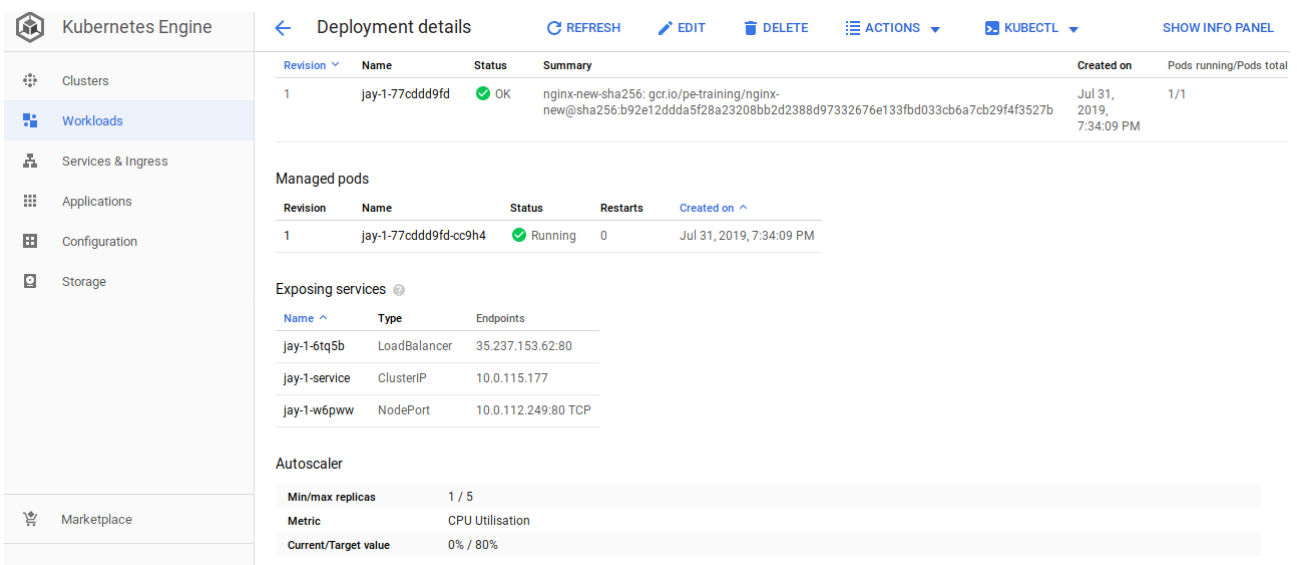 Kubernetes Engine
Deployment details
REFRESH
EDIT
DELETE
ACTIONS
KUBECTL
SHOW INFO PANEL
Clusters
Workloads
Services & Ingress
Applications
Configuration
Storage
Marketplace
Revision Name Status Summary Created on Pods running/Pods total
1 jay-1-77cddd9fd OK nginx-new-sha256: gcr.io/pe-training/nginx- Jul 31, 1/1
new@sha256:b92e12ddda5f28a23208bb2d2388d97332676e133fbd033cb6a7cb29f4f3527b 2019,
7:34:09 PM
Managed pods
Revision Name Status Restarts Created on
1 jay-1-77cddd9fd-cc9h4 Running 0 Jul 31, 2019, 7:34:09 PM
Exposing services
Name Type Endpoints
jay-1-6tq5b LoadBalancer 35.237.153.62:80
jay-1-service ClusterIP 10.0.115.177
jay-1-w6pww NodePort 10.0.112.249:80 TCP
Autoscaler
Min/max replicas 1 / 5
Metric CPU Utilisation
Current/Target value 0% / 80%